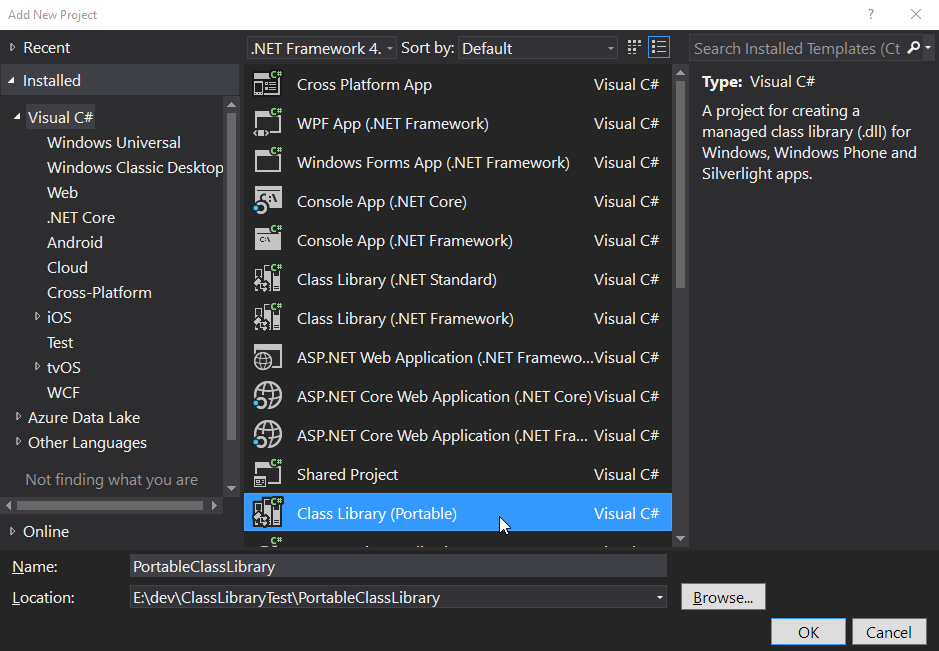 Add New Project
?
Recent
Installed
Visual C#
Windows Universal
Windows Classic Desktop
Web
.NET Core
Android
Cloud
Cross-Platform
iOS
Test
tvOS
WCF
Azure Data Lake
Other Languages
Not finding what you are
Online
.NET Framework 4.
Sort by:
Default
Cross Platform App Visual C#
WPF App (.NET Framework) Visual C#
Windows Forms App (.NET Framework) Visual C#
Console App (.NET Core) Visual C#
Console App (.NET Framework) Visual C#
Class Library (.NET Standard) Visual C#
Class Library (.NET Framework) Visual C#
ASP.NET Web Application (.NET Framewo... Visual C#
ASP.NET Core Web Application (.NET Core) Visual C#
ASP.NET Core Web Application (.NET Fra... Visual C#
Shared Project Visual C#
Class Library (Portable) Visual C#
Search Installed Templates (Ct
Type: Visual C#
A project for creating a
managed class library (.dll) for
Windows, Windows Phone and
Silverlight apps.
Name: PortableClassLibrary
Location: E:\dev\ClassLibraryTest\PortableClassLibrary
Browse...
OK
Cancel